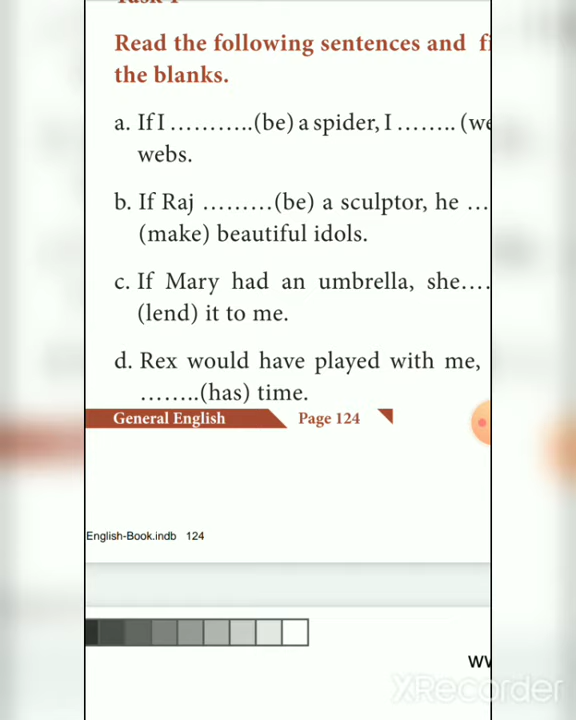 Read the following sentences and
the blanks.
a. If I ………..(be) a spider, I ……..
webs.
b. If Raj ………(be) a sculptor, he …
(make) beautiful idols.
c. If Mary had an umbrella, she….
(lend) it to me.
d. Rex would have played with me,
……..(has) time.
General English Page 124
English-Book.indb 124
XRecorder